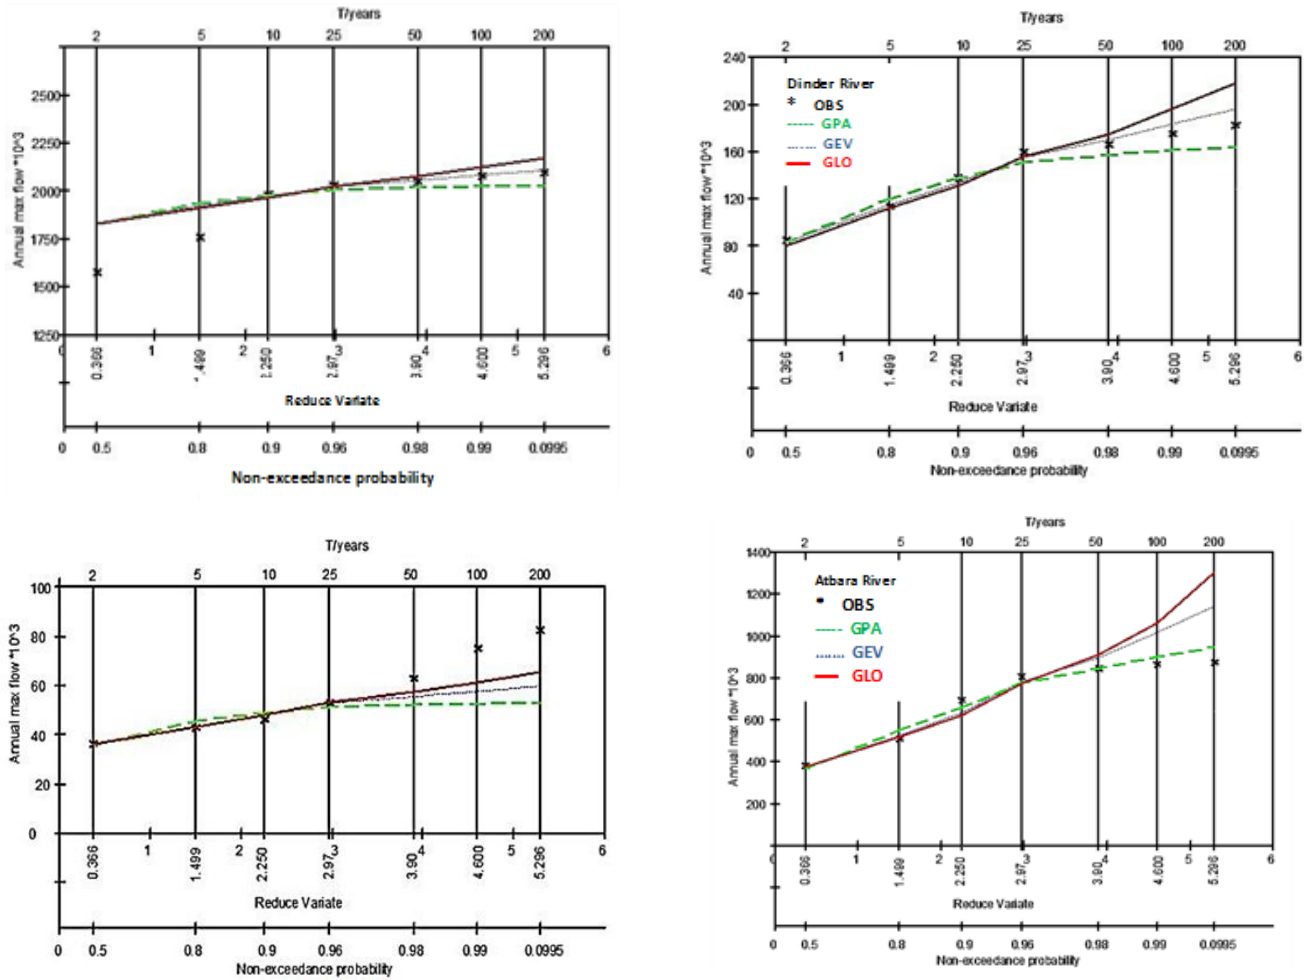 T/years
2 5 10 25 50 100 200
2500
2250
2000
1750
1500
1250
Annual max flow *10^3
0 1 2 3 4 5 6
0.366 1.499 2.250 2.97 3.90 4.600 5.296
Reduce Variate
0 0.5 0.8 0.9 0.96 0.98 0.99 0.0995
Non-exceedance probability
T/years
2 5 10 25 50 100 200
240
200
160
120
80
40
Annual max flow *10^3
Dinder River
* OBS
GPA
GEV
GLO
1 2 3 4 5 6
0.366 1.499 2.250 2.97 3.90 4.600 5.296
Reduce Variate
0 0.5 0.8 0.9 0.96 0.98 0.99 0.0995
Non-exceedance probability
T/years
2 5 10 25 50 100 200
100
80
60
40
20
0
Annual max flow *10^3
1 2 3 4 5 6
0.366 1.499 2.250 2.97 3.90 4.600 5.296
Reduce Variate
0 0.5 0.8 0.9 0.96 0.98 0.99 0.0995
Non-exceedance probability
T/years
2 5 10 25 50 100 200
1400
1200
1000
800
600
400
200
Annual max flow *10^3
Atbara River
* OBS
GPA
GEV
GLO
0 1 2 3 4 5 6
0.366 1.499 2.250 2.97 3.90 4.600 5.296
Reduce Variate
0 0.5 0.8 0.9 0.96 0.98 0.99 0.0995
Non-exceedance probability